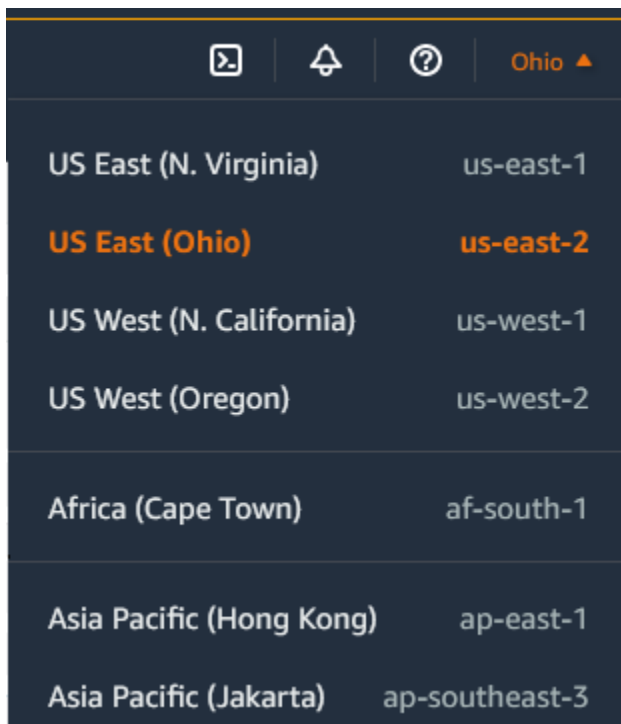 Ohio ▲
US East (N. Virginia) us-east-1
US East (Ohio) us-east-2
US West (N. California) us-west-1
US West (Oregon) us-west-2
Africa (Cape Town) af-south-1
Asia Pacific (Hong Kong) ap-east-1
Asia Pacific (Jakarta) ap-southeast-3